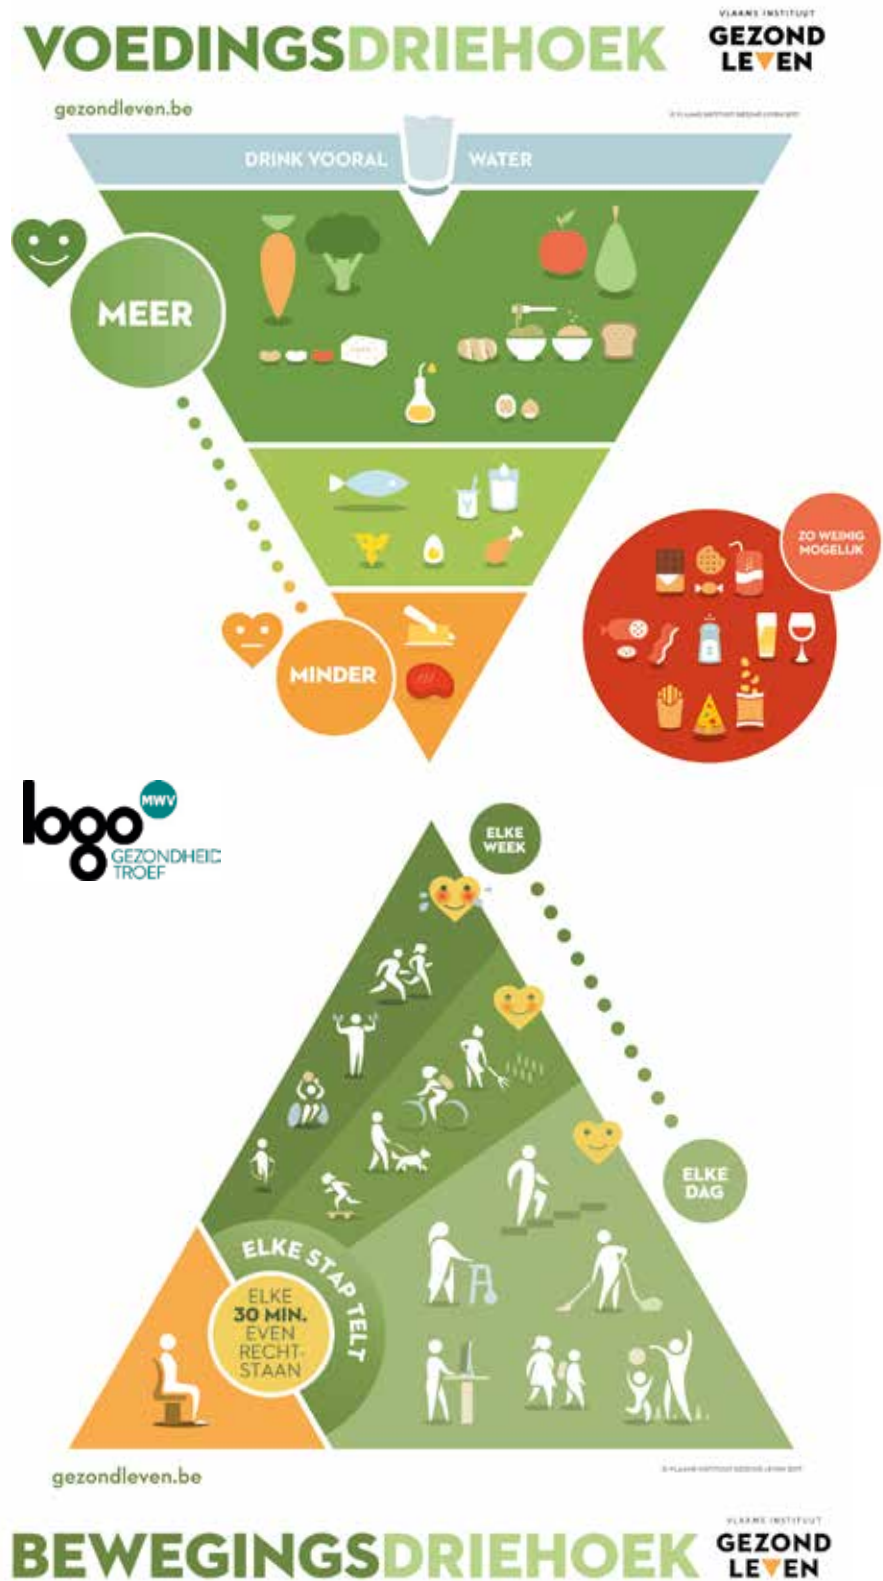 VLAAMS INSTITUUT
GEZOND
LEVEN
VOEDINGSDRIEHOEK
gezondleven.be
DRINK VOORAL WATER
MEER
ZO WEINIG
MOGELIJK
MINDER
logo
MWV
GEZONDHEID
TROEF
ELKE
WEEK
ELKE
DAG
ELKE STAP TELT
ELKE
30 MIN.
EVEN
RECHT-
STAAN
gezondleven.be
VLAAMS INSTITUUT
GEZOND
LEVEN
BEWEGINGSDRIEHOEK